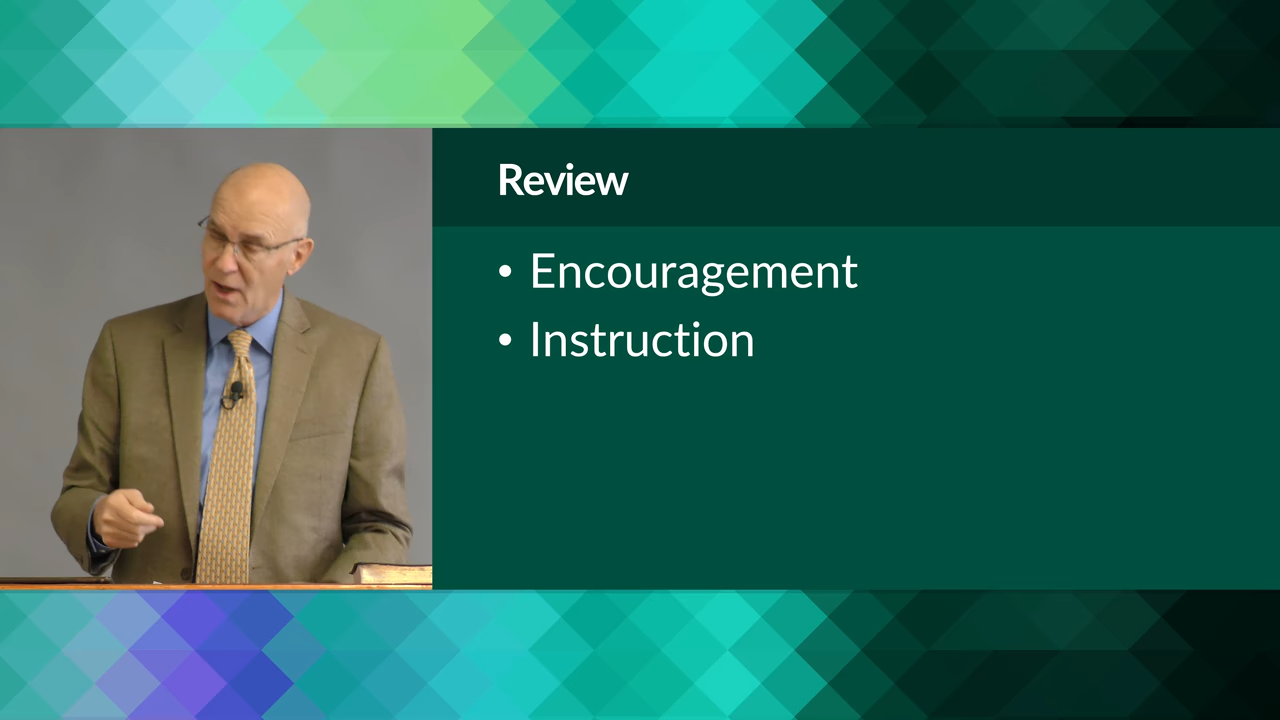 Review
• Encouragement
• Instruction